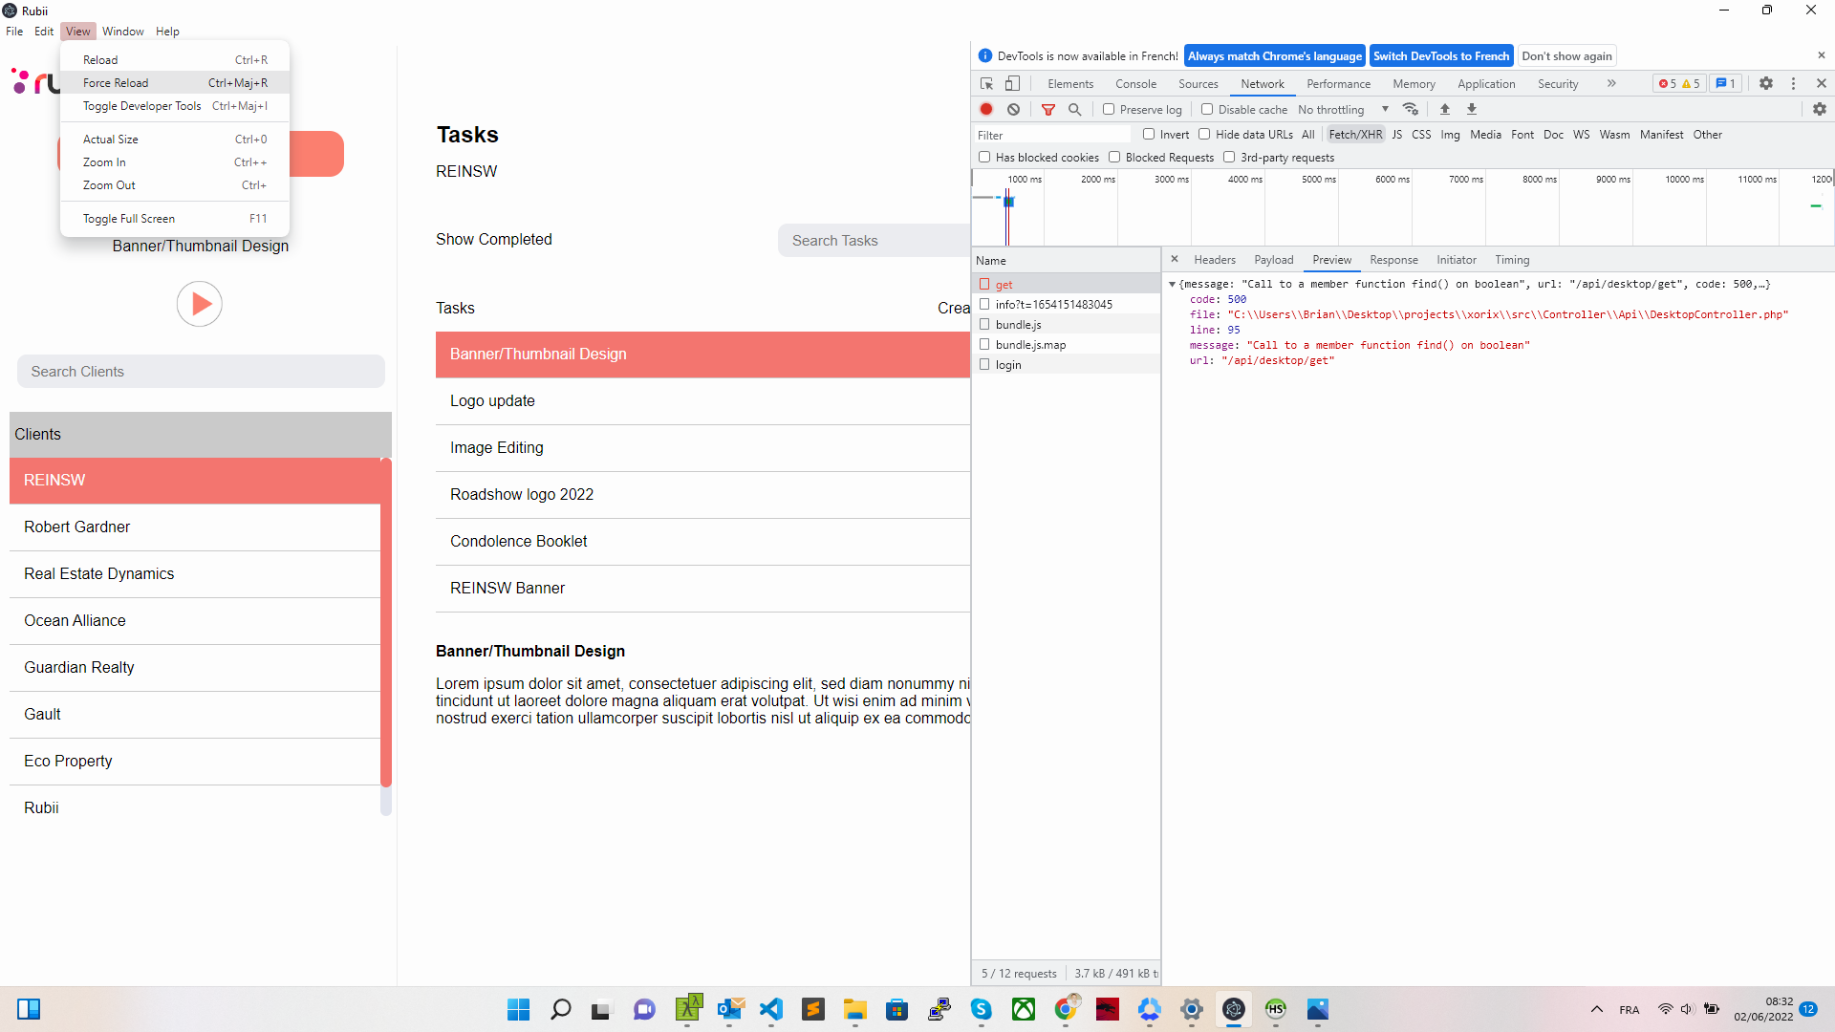 Rubii
File Edit View Window Help
Reload Ctrl+R
Force Reload Ctrl+Maj+R
Toggle Developer Tools Ctrl+Maj+I
Actual Size Ctrl+0
Zoom In Ctrl++
Zoom Out Ctrl+
Toggle Full Screen F11
Banner/Thumbnail Design
Search Clients
Clients
REINSW
Robert Gardner
Real Estate Dynamics
Ocean Alliance
Guardian Realty
Gault
Eco Property
Rubii
Tasks
REINSW
Show Completed
Search Tasks
Tasks Crea
Banner/Thumbnail Design
Logo update
Image Editing
Roadshow logo 2022
Condolence Booklet
REINSW Banner
Banner/Thumbnail Design
Lorem ipsum dolor sit amet, consectetuer adipiscing elit, sed diam nonummy ni
tincidunt ut laoreet dolore magna aliquam erat volutpat. Ut wisi enim ad minim v
nostrud exerci tation ullamcorper suscipit lobortis nisl ut aliquip ex ea commodo
DevTools is now available in French! Always match Chrome's language Switch DevTools to French Don't show again
Elements Console Sources Network Performance Memory Application Security 5 5 1
Preserve log Disable cache No throttling
Filter Invert Hide data URLs All Fetch/XHR JS CSS Img Media Font Doc WS Wasm Manifest Other
Has blocked cookies Blocked Requests 3rd-party requests
1000 ms 2000 ms 3000 ms 4000 ms 5000 ms 6000 ms 7000 ms 8000 ms 9000 ms 10000 ms 11000 ms 1200
Name
get
info?t=1654151483045
bundle.js
bundle.js.map
login
5 / 12 requests 3.7 kB / 491 kB t
Headers Payload Preview Response Initiator Timing
{message: "Call to a member function find() on boolean", url: "/api/desktop/get", code: 500,…}
code: 500
file: "C:\\Users\\Brian\\Desktop\\projects\\xorix\\src\\Controller\\Api\\DesktopController.php"
line: 95
message: "Call to a member function find() on boolean"
url: "/api/desktop/get"
FRA
08:32
02/06/2022
12